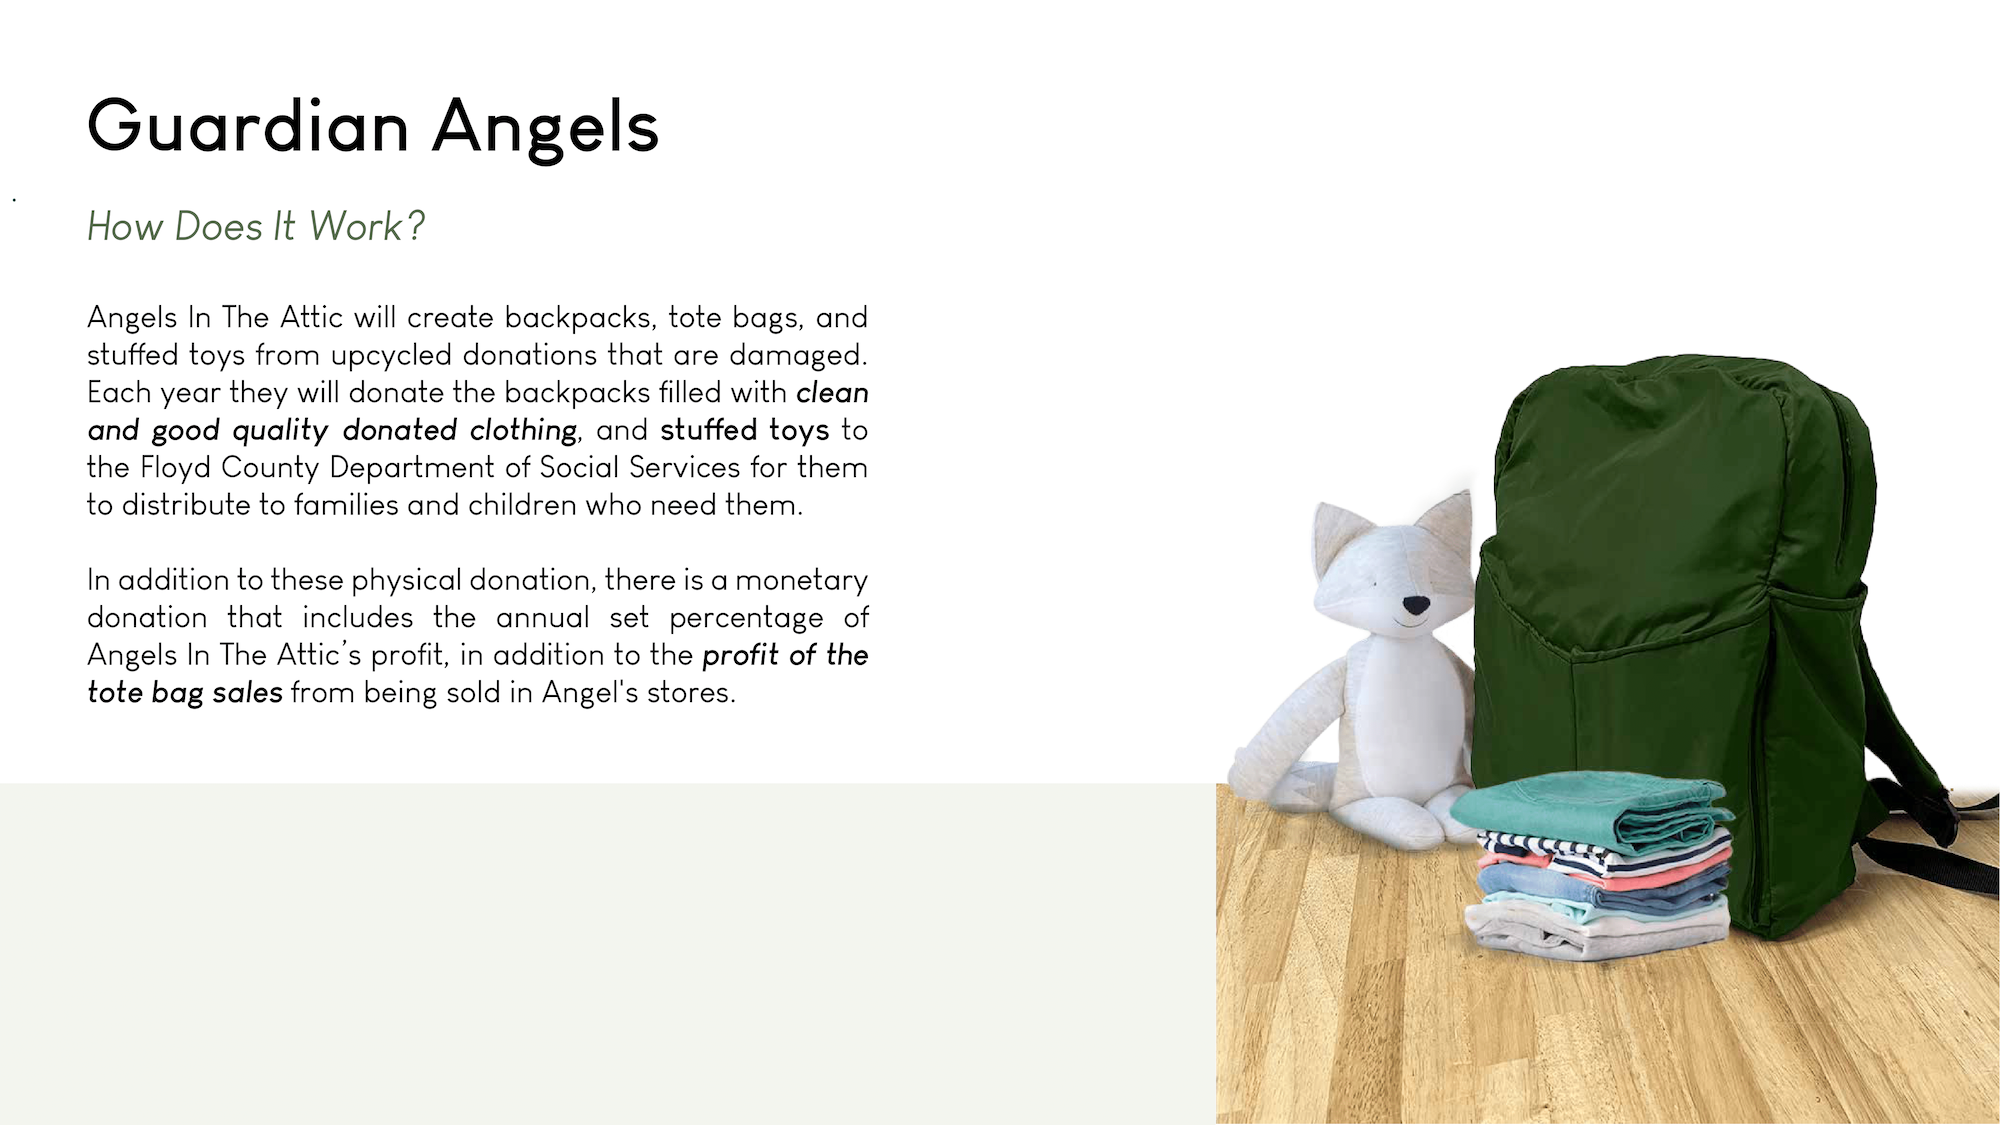 Guardian Angels
How Does It Work?
Angels In The Attic will create backpacks, tote bags, and
stuffed toys from upcycled donations that are damaged.
Each year they will donate the backpacks filled with clean
and good quality donated clothing, and stuffed toys to
the Floyd County Department of Social Services for them
to distribute to families and children who need them.
In addition to these physical donation, there is a monetary
donation that includes the annual set percentage of
Angels In The Attic’s profit, in addition to the profit of the
tote bag sales from being sold in Angel's stores.